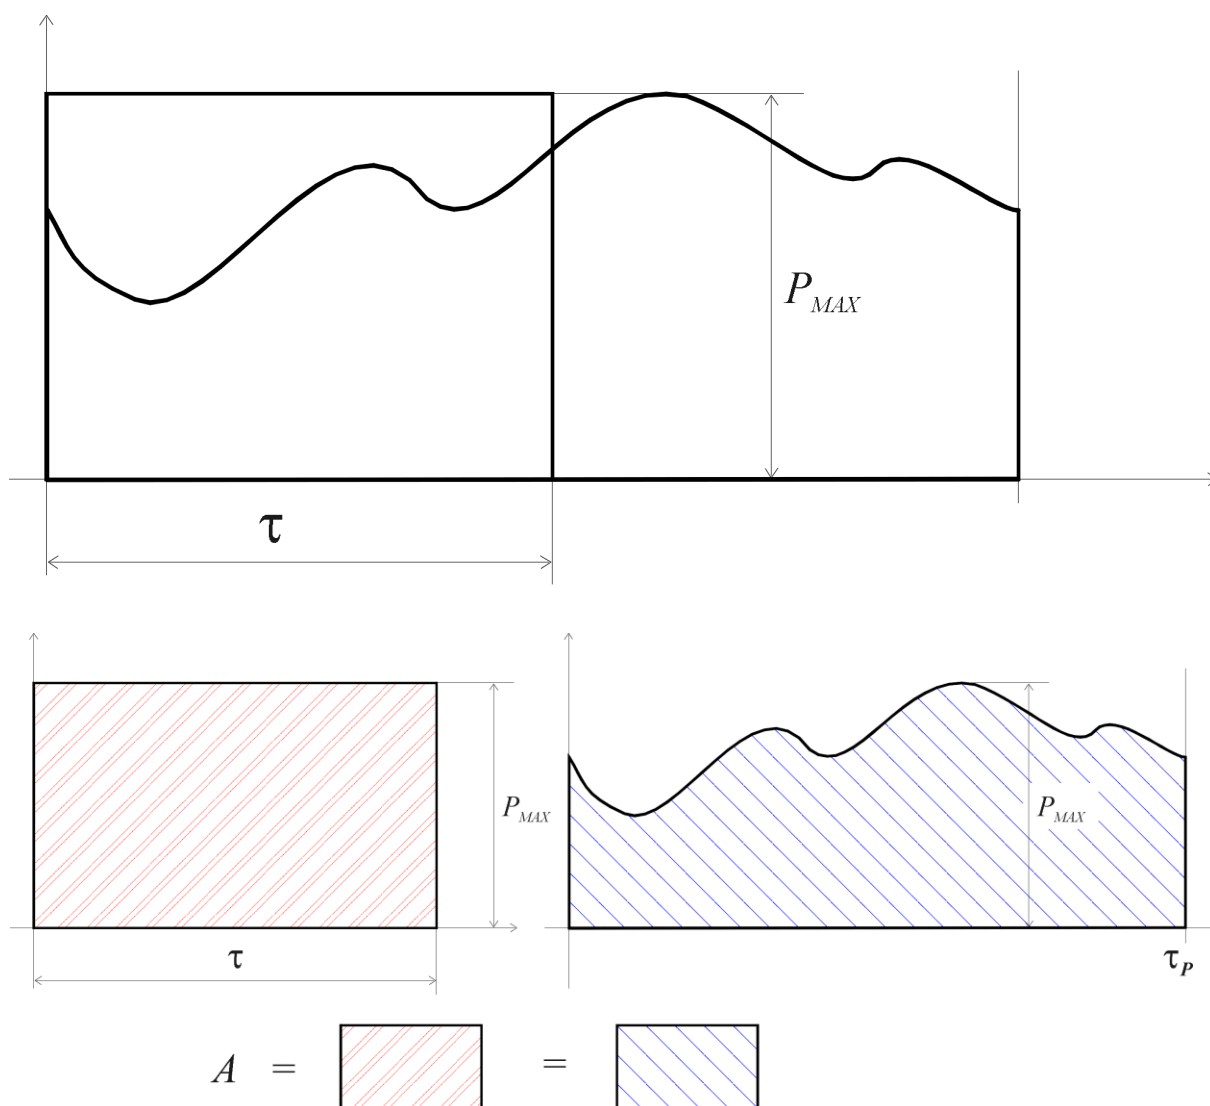 P_MAX
τ
P_MAX
P_MAX
τ
τ_P
A = =